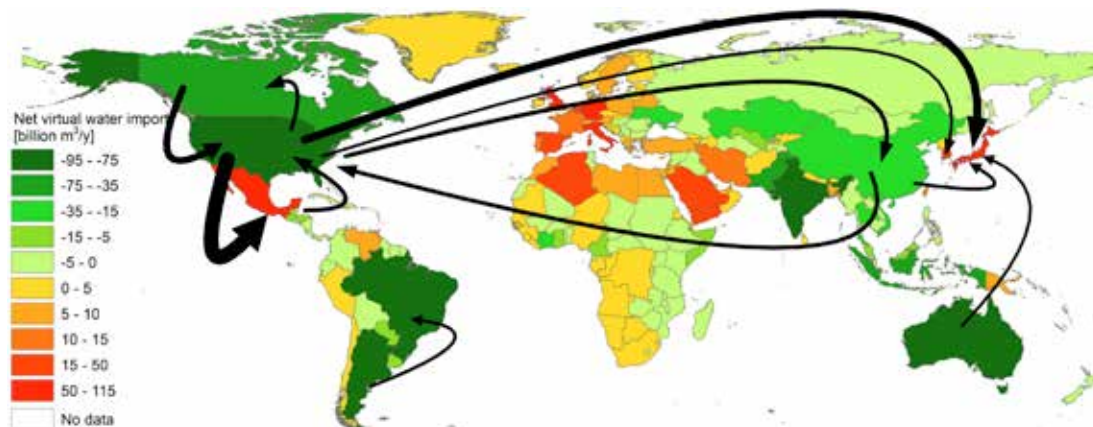 Net virtual water import
[billion m³/y]
-95 - -75
-75 - -35
-35 - -15
-15 - -5
-5 - 0
0 - 5
5 - 10
10 - 15
15 - 50
50 - 115
No data